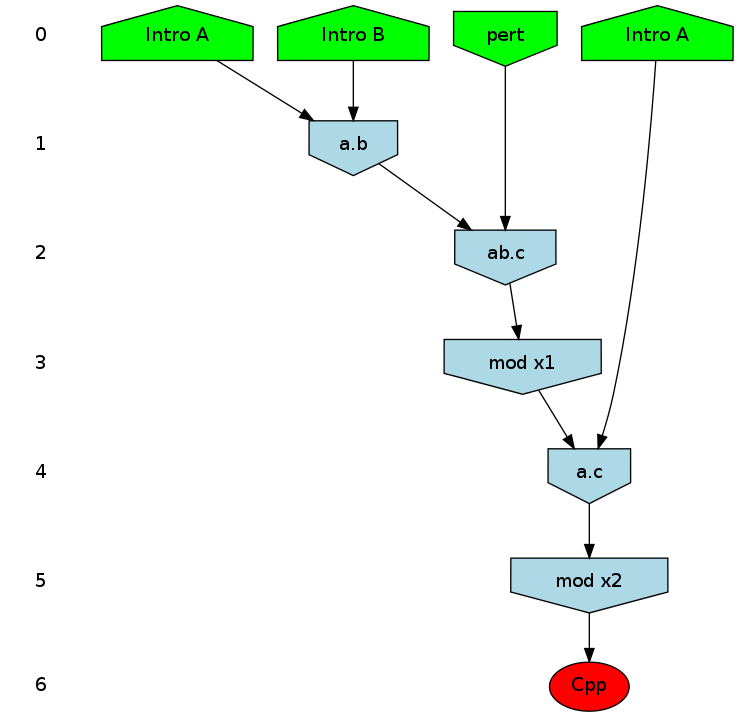 0 Intro A Intro B pert Intro A
1 a.b
2 ab.c
3 mod x1
4 a.c
5 mod x2
6 Cpp